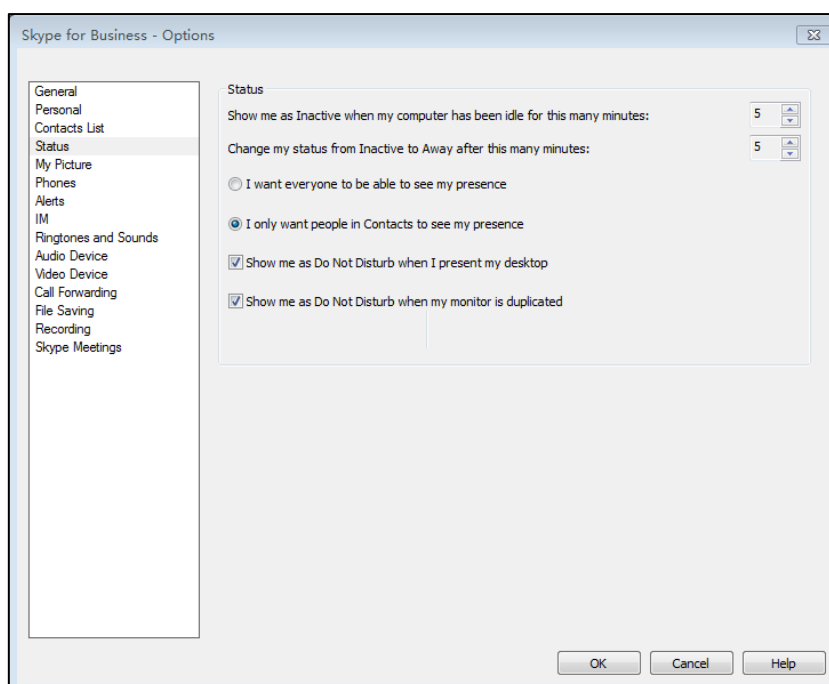 Skype for Business - Options
General
Personal
Contacts List
Status
My Picture
Phones
Alerts
IM
Ringtones and Sounds
Audio Device
Video Device
Call Forwarding
File Saving
Recording
Skype Meetings
Status
Show me as Inactive when my computer has been idle for this many minutes: 5
Change my status from Inactive to Away after this many minutes: 5
I want everyone to be able to see my presence
I only want people in Contacts to see my presence
Show me as Do Not Disturb when I present my desktop
Show me as Do Not Disturb when my monitor is duplicated
OK Cancel Help